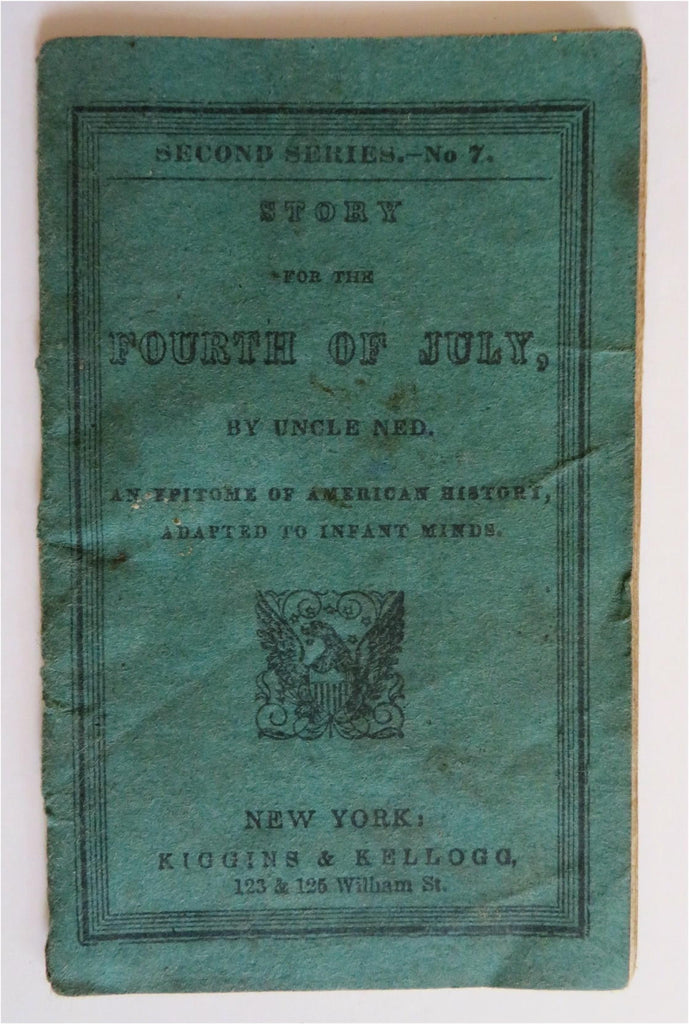 SECOND SERIES.—No 7.
STORY
FOR THE
FOURTH OF JULY,
BY UNCLE NED.
AN EPITOME OF AMERICAN HISTORY,
ADAPTED TO INFANT MINDS.
NEW YORK:
KIGGINS & KELLOGG,
123 & 125 William St.